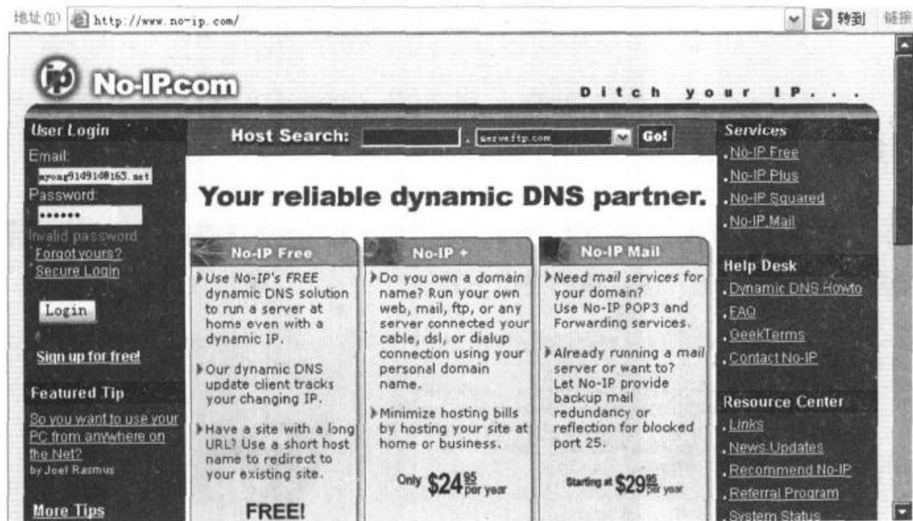 地址(D) http://www.no-ip.com/ 转到 链接
No-IP.com
Ditch your IP...
User Login
Email:
Password:
••••••
Invalid password
Forgot yours?
Secure Login
Login
Sign up for free!
Featured Tip
So you want to use your
PC from anywhere on
the Net?
by Joel Rasmus
More Tips
Host Search: . serveftp.com Go!
Your reliable dynamic DNS partner.
No-IP Free
Use No-IP's FREE
dynamic DNS solution
to run a server at
home even with a
dynamic IP.
Our dynamic DNS
update client tracks
your changing IP.
Have a site with a long
URL? Use a short host
name to redirect to
your existing site.
FREE!
No-IP +
Do you own a domain
name? Run your own
web, mail, ftp, or any
server connected your
cable, dsl, or dialup
connection using your
personal domain
name.
Minimize hosting bills
by hosting your site at
home or business.
Only $24.95 per year
No-IP Mail
Need mail services for
your domain?
Use No-IP POP3 and
Forwarding services.
Already running a mail
server or want to?
Let No-IP provide
backup mail
redundancy or
reflection for blocked
port 25.
Starting at $29.95 per year
Services
No-IP Free
No-IP Plus
No-IP Squared
No-IP Mail
Help Desk
Dynamic DNS Howto
FAQ
GeekTerms
Contact No-IP
Resource Center
Links
News Updates
Recommend No-IP
Referral Program
System Status